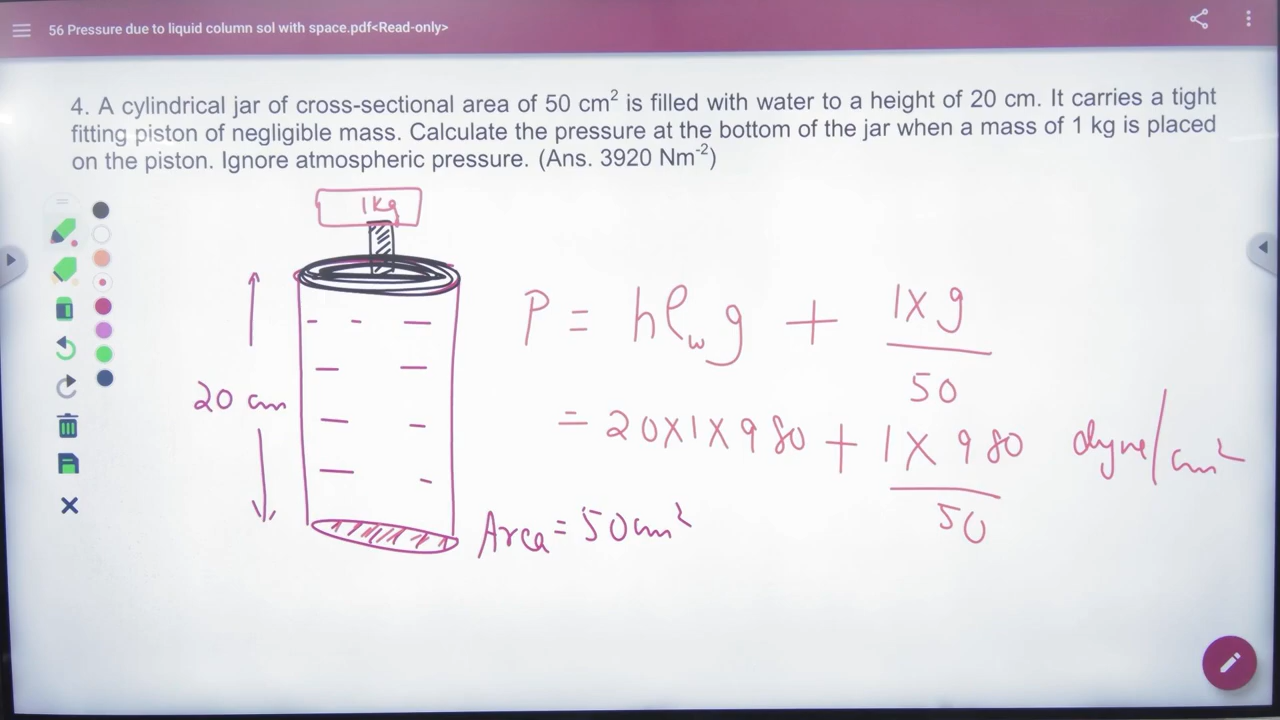 56 Pressure due to liquid column sol with space.pdf<Read-only>
4. A cylindrical jar of cross-sectional area of 50 cm² is filled with water to a height of 20 cm. It carries a tight
fitting piston of negligible mass. Calculate the pressure at the bottom of the jar when a mass of 1 kg is placed
on the piston. Ignore atmospheric pressure. (Ans. 3920 Nm⁻²)
1kg
P = hρ_w g + 1×g/50
20 cm
= 20×1×980 + 1×980/50 dyne/cm²
Area = 50cm²